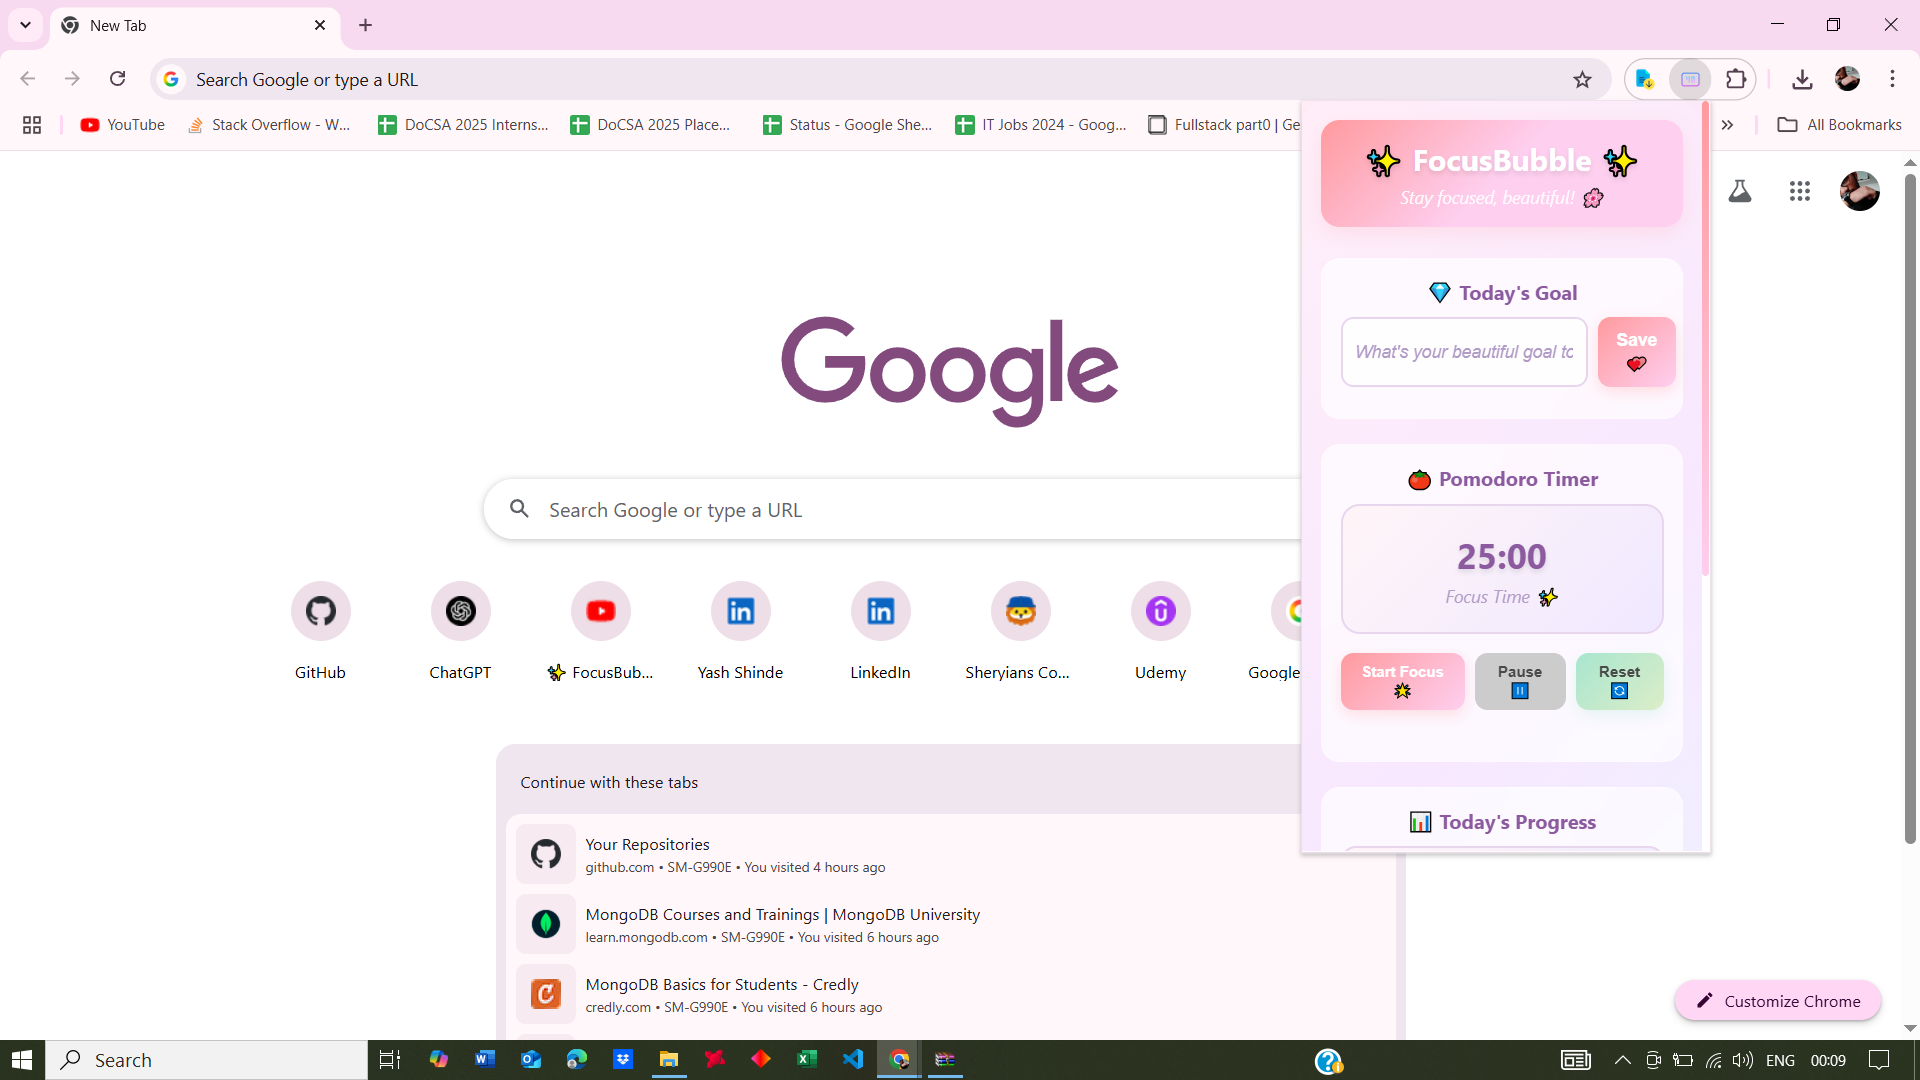 New Tab
Search Google or type a URL
YouTube
Stack Overflow - W...
DoCSA 2025 Interns...
DoCSA 2025 Place...
Status - Google She...
IT Jobs 2024 - Goog...
Fullstack part0 | Ge
All Bookmarks
✨ FocusBubble ✨
Stay focused, beautiful! 🌸
💎 Today's Goal
What's your beautiful goal to
Save
💕
🍅 Pomodoro Timer
25:00
Focus Time ✨
Start Focus
🌟
Pause
⏸️
Reset
🔄
📊 Today's Progress
Google
Search Google or type a URL
GitHub
ChatGPT
✨ FocusBub...
Yash Shinde
LinkedIn
Sheryians Co...
Udemy
Google
Continue with these tabs
Your Repositories
github.com • SM-G990E • You visited 4 hours ago
MongoDB Courses and Trainings | MongoDB University
learn.mongodb.com • SM-G990E • You visited 6 hours ago
MongoDB Basics for Students - Credly
credly.com • SM-G990E • You visited 6 hours ago
Customize Chrome
Search
ENG
00:09